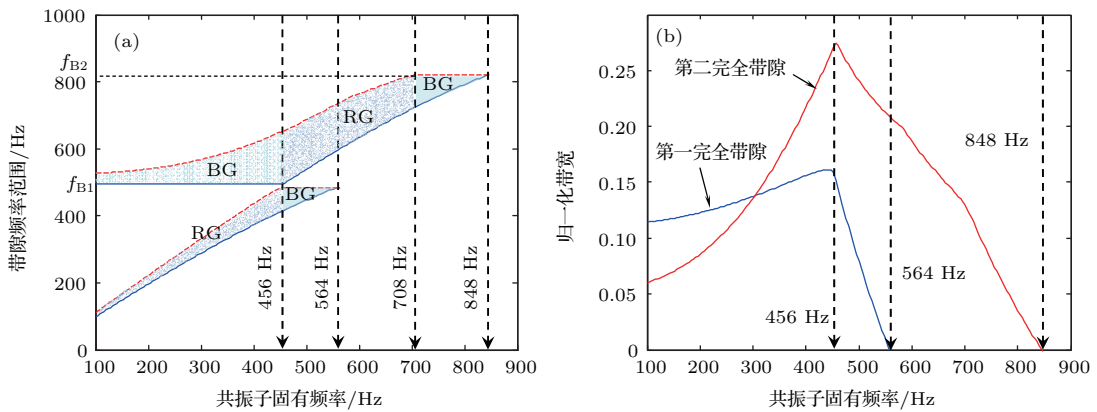 (a)
1000
800
600
400
200
0
f_B2
f_B1
带隙频率范围/Hz
BG
RG
BG
RG
BG
456 Hz
564 Hz
708 Hz
848 Hz
100 200 300 400 500 600 700 800 900
共振子固有频率/Hz
(b)
0.25
0.20
0.15
0.10
0.06
0
归一化带宽
第二完全带隙
第一完全带隙
848 Hz
564 Hz
456 Hz
100 200 300 400 500 600 700 800 900
共振子固有频率/Hz